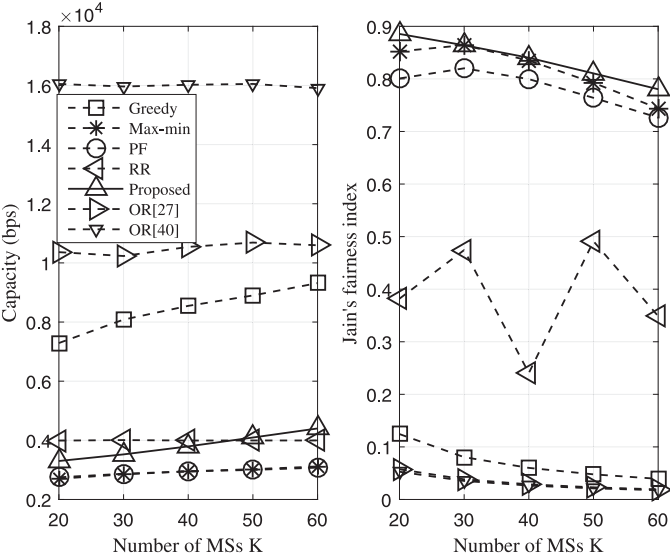 ×10⁴
1.8
1.6
1.4
1.2
1
0.8
0.6
0.4
0.2
20 30 40 50 60
Capacity (bps)
Number of MSs K
Greedy
Max-min
PF
RR
Proposed
OR[27]
OR[40]
0.9
0.8
0.7
0.6
0.5
0.4
0.3
0.2
0.1
0
20 30 40 50 60
Jain's fairness index
Number of MSs K